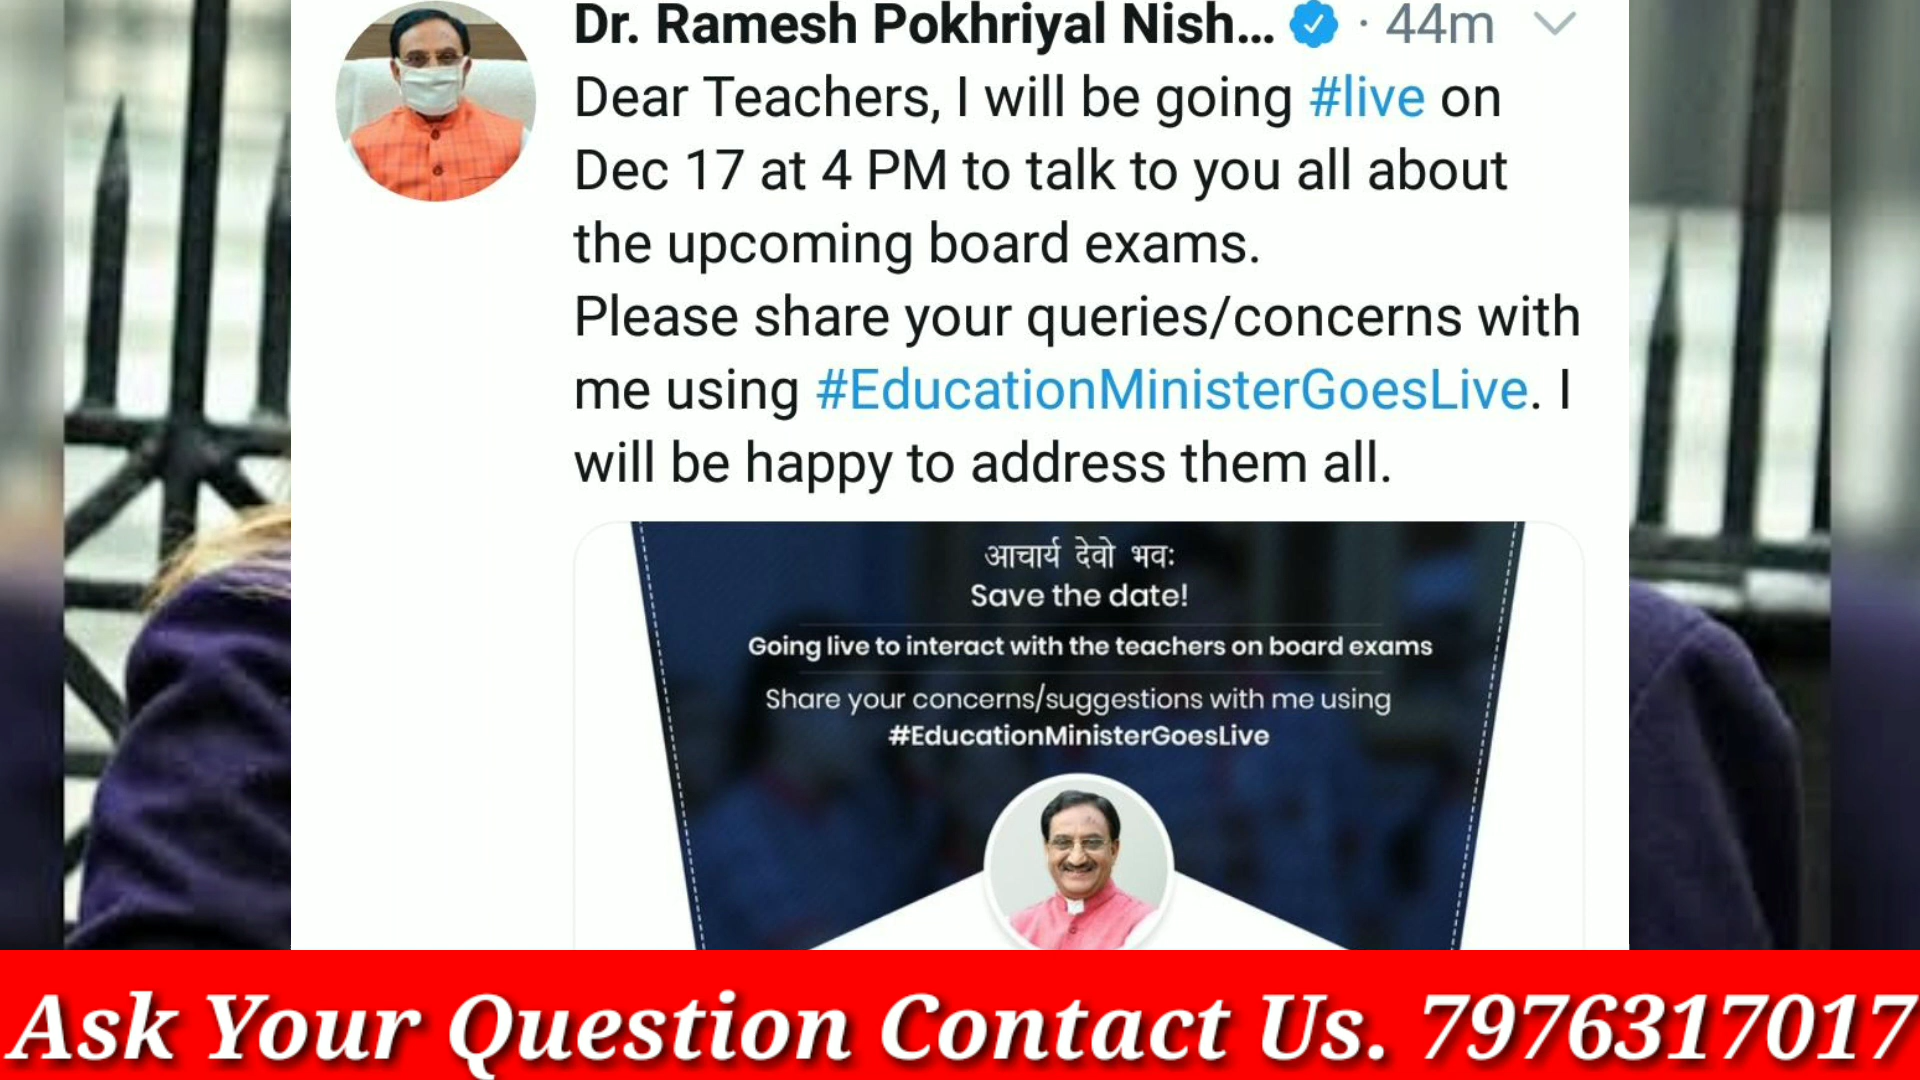 Dr. Ramesh Pokhriyal Nish... · 44m
Dear Teachers, I will be going #live on
Dec 17 at 4 PM to talk to you all about
the upcoming board exams.
Please share your queries/concerns with
me using #EducationMinisterGoesLive. I
will be happy to address them all.
आचार्य देवो भवः
Save the date!
Going live to interact with the teachers on board exams
Share your concerns/suggestions with me using
#EducationMinisterGoesLive
Ask Your Question Contact Us. 7976317017